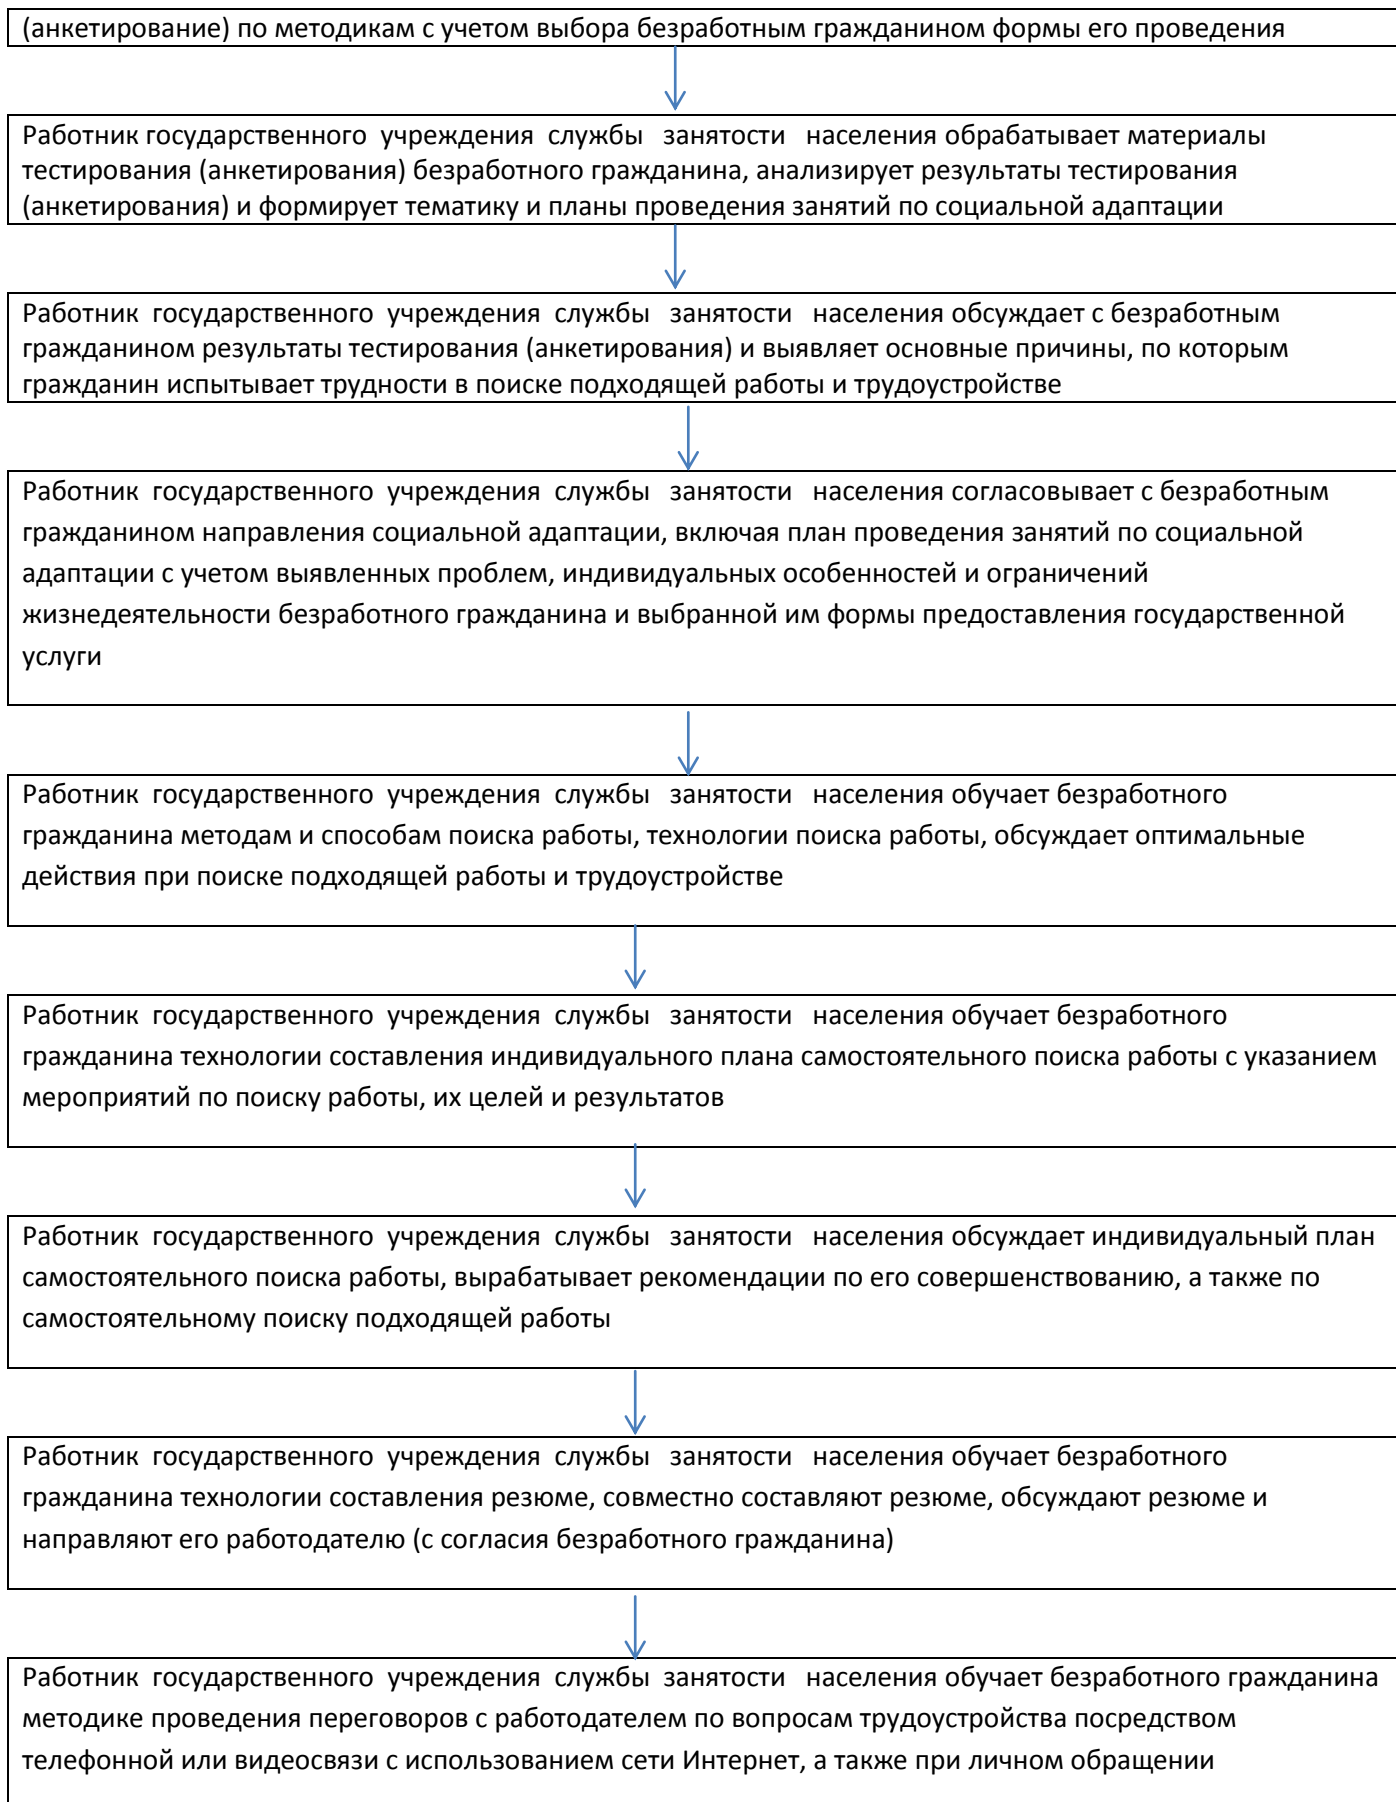 (анкетирование) по методикам с учетом выбора безработным гражданином формы его проведения
Работник государственного учреждения службы занятости населения обрабатывает материалы
тестирования (анкетирования) безработного гражданина, анализирует результаты тестирования
(анкетирования) и формирует тематику и планы проведения занятий по социальной адаптации
Работник государственного учреждения службы занятости населения обсуждает с безработным
гражданином результаты тестирования (анкетирования) и выявляет основные причины, по которым
гражданин испытывает трудности в поиске подходящей работы и трудоустройстве
Работник государственного учреждения службы занятости населения согласовывает с безработным
гражданином направления социальной адаптации, включая план проведения занятий по социальной
адаптации с учетом выявленных проблем, индивидуальных особенностей и ограничений
жизнедеятельности безработного гражданина и выбранной им формы предоставления государственной
услуги
Работник государственного учреждения службы занятости населения обучает безработного
гражданина методам и способам поиска работы, технологии поиска работы, обсуждает оптимальные
действия при поиске подходящей работы и трудоустройстве
Работник государственного учреждения службы занятости населения обучает безработного
гражданина технологии составления индивидуального плана самостоятельного поиска работы с указанием
мероприятий по поиску работы, их целей и результатов
Работник государственного учреждения службы занятости населения обсуждает индивидуальный план
самостоятельного поиска работы, вырабатывает рекомендации по его совершенствованию, а также по
самостоятельному поиску подходящей работы
Работник государственного учреждения службы занятости населения обучает безработного
гражданина технологии составления резюме, совместно составляют резюме, обсуждают резюме и
направляют его работодателю (с согласия безработного гражданина)
Работник государственного учреждения службы занятости населения обучает безработного гражданина
методике проведения переговоров с работодателем по вопросам трудоустройства посредством
телефонной или видеосвязи с использованием сети Интернет, а также при личном обращении